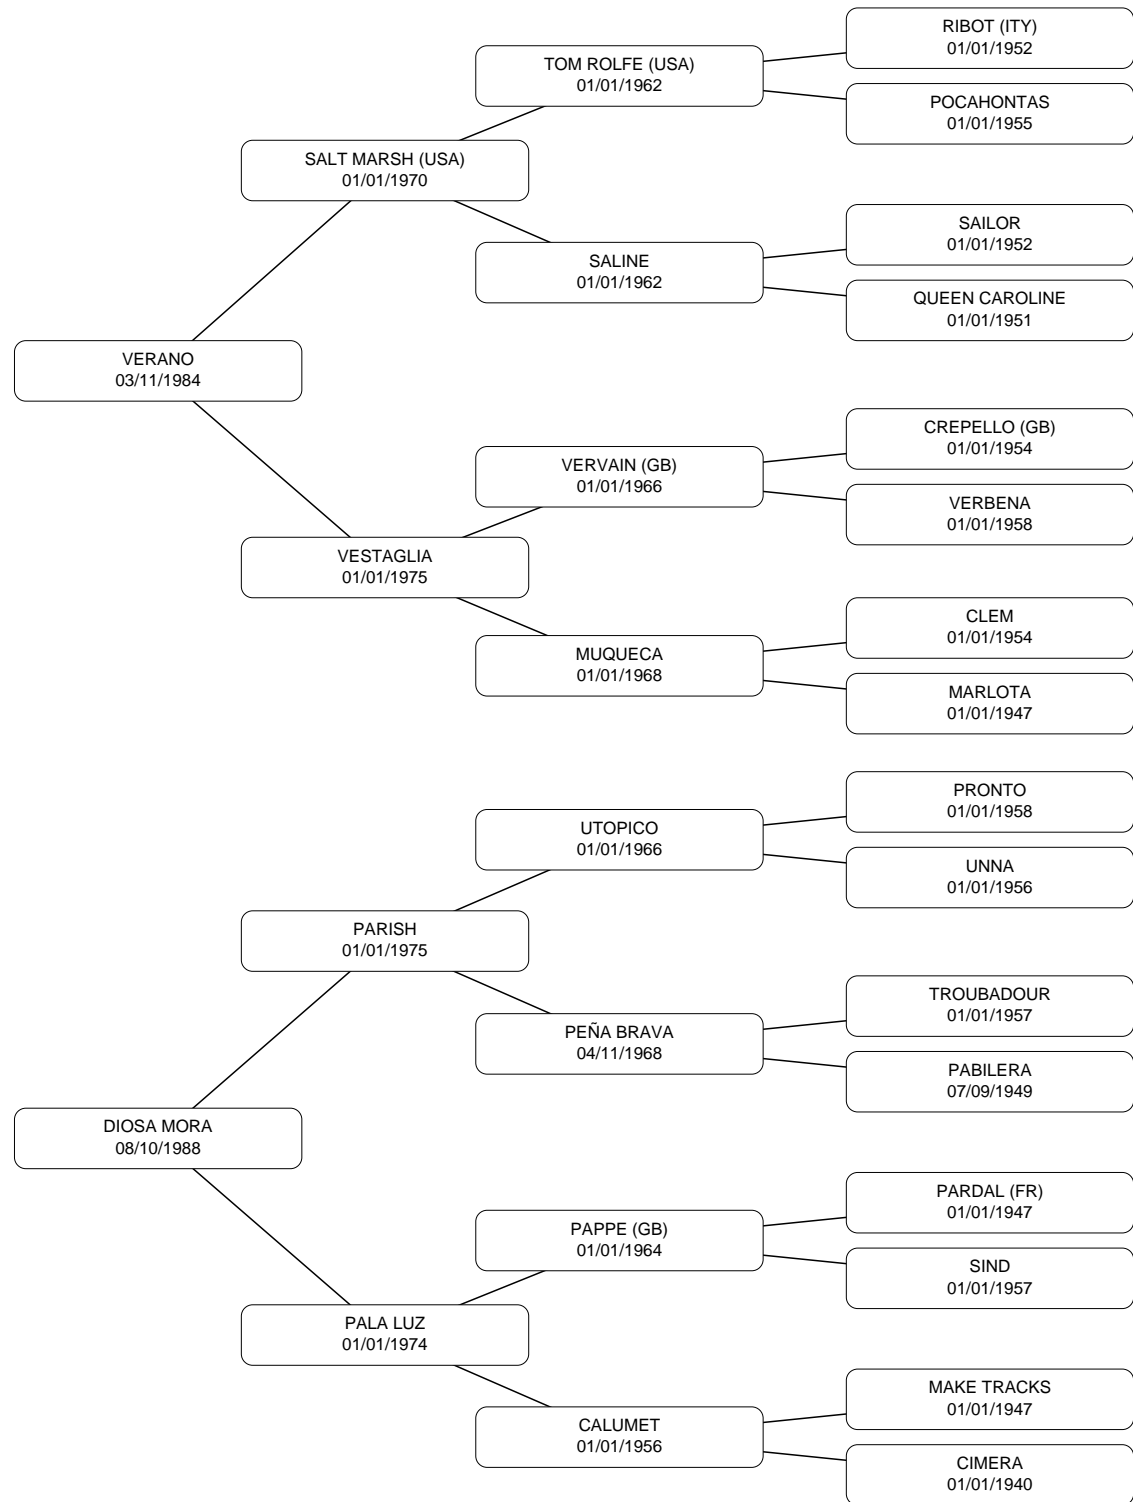 RIBOT (ITY)
01/01/1952
TOM ROLFE (USA)
01/01/1962
POCAHONTAS
01/01/1955
SALT MARSH (USA)
01/01/1970
SAILOR
01/01/1952
SALINE
01/01/1962
QUEEN CAROLINE
01/01/1951
VERANO
03/11/1984
CREPELLO (GB)
01/01/1954
VERVAIN (GB)
01/01/1966
VERBENA
01/01/1958
VESTAGLIA
01/01/1975
CLEM
01/01/1954
MUQUECA
01/01/1968
MARLOTA
01/01/1947
PRONTO
01/01/1958
UTOPICO
01/01/1966
UNNA
01/01/1956
PARISH
01/01/1975
TROUBADOUR
01/01/1957
PEÑA BRAVA
04/11/1968
PABILERA
07/09/1949
DIOSA MORA
08/10/1988
PARDAL (FR)
01/01/1947
PAPPE (GB)
01/01/1964
SIND
01/01/1957
PALA LUZ
01/01/1974
MAKE TRACKS
01/01/1947
CALUMET
01/01/1956
CIMERA
01/01/1940